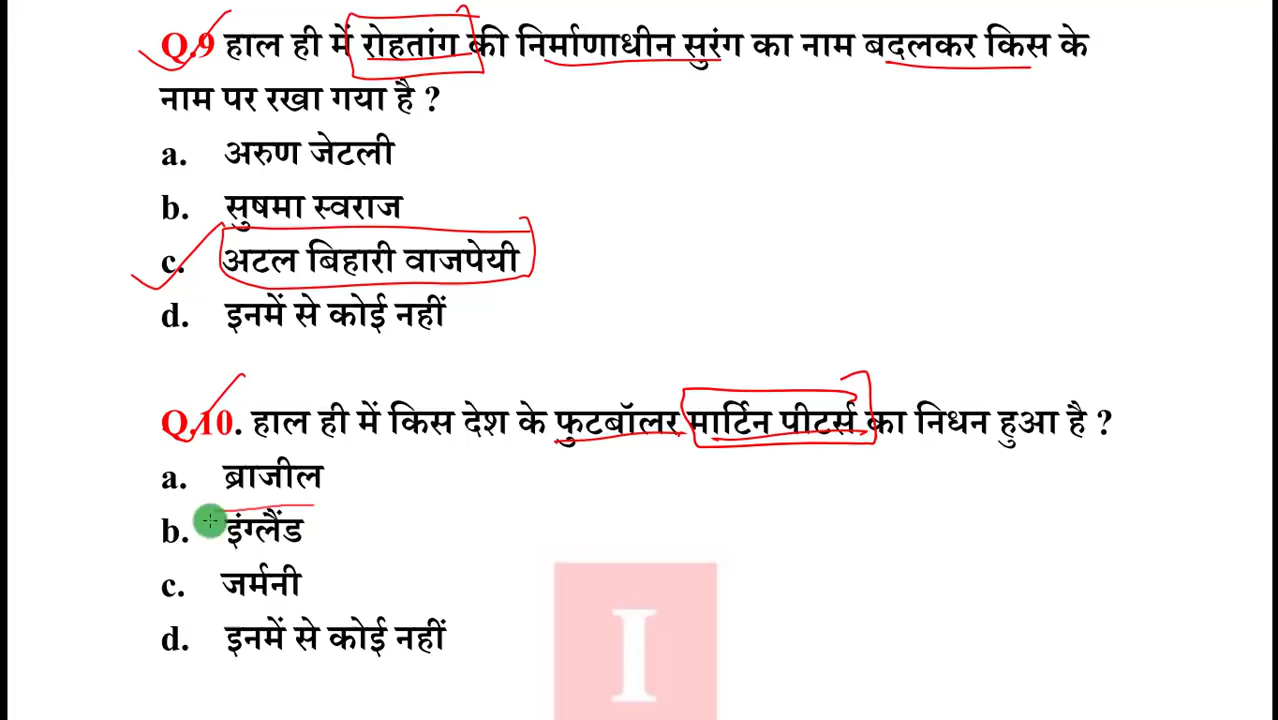 Q.9 हाल ही में रोहतांग की निर्माणाधीन सुरंग का नाम बदलकर किस के
नाम पर रखा गया है ?
a. अरुण जेटली
b. सुषमा स्वराज
c. अटल बिहारी वाजपेयी
d. इनमें से कोई नहीं
Q.10. हाल ही में किस देश के फुटबॉलर मार्टिन पीटर्स का निधन हुआ है ?
a. ब्राजील
b. इंग्लैंड
c. जर्मनी
d. इनमें से कोई नहीं
I